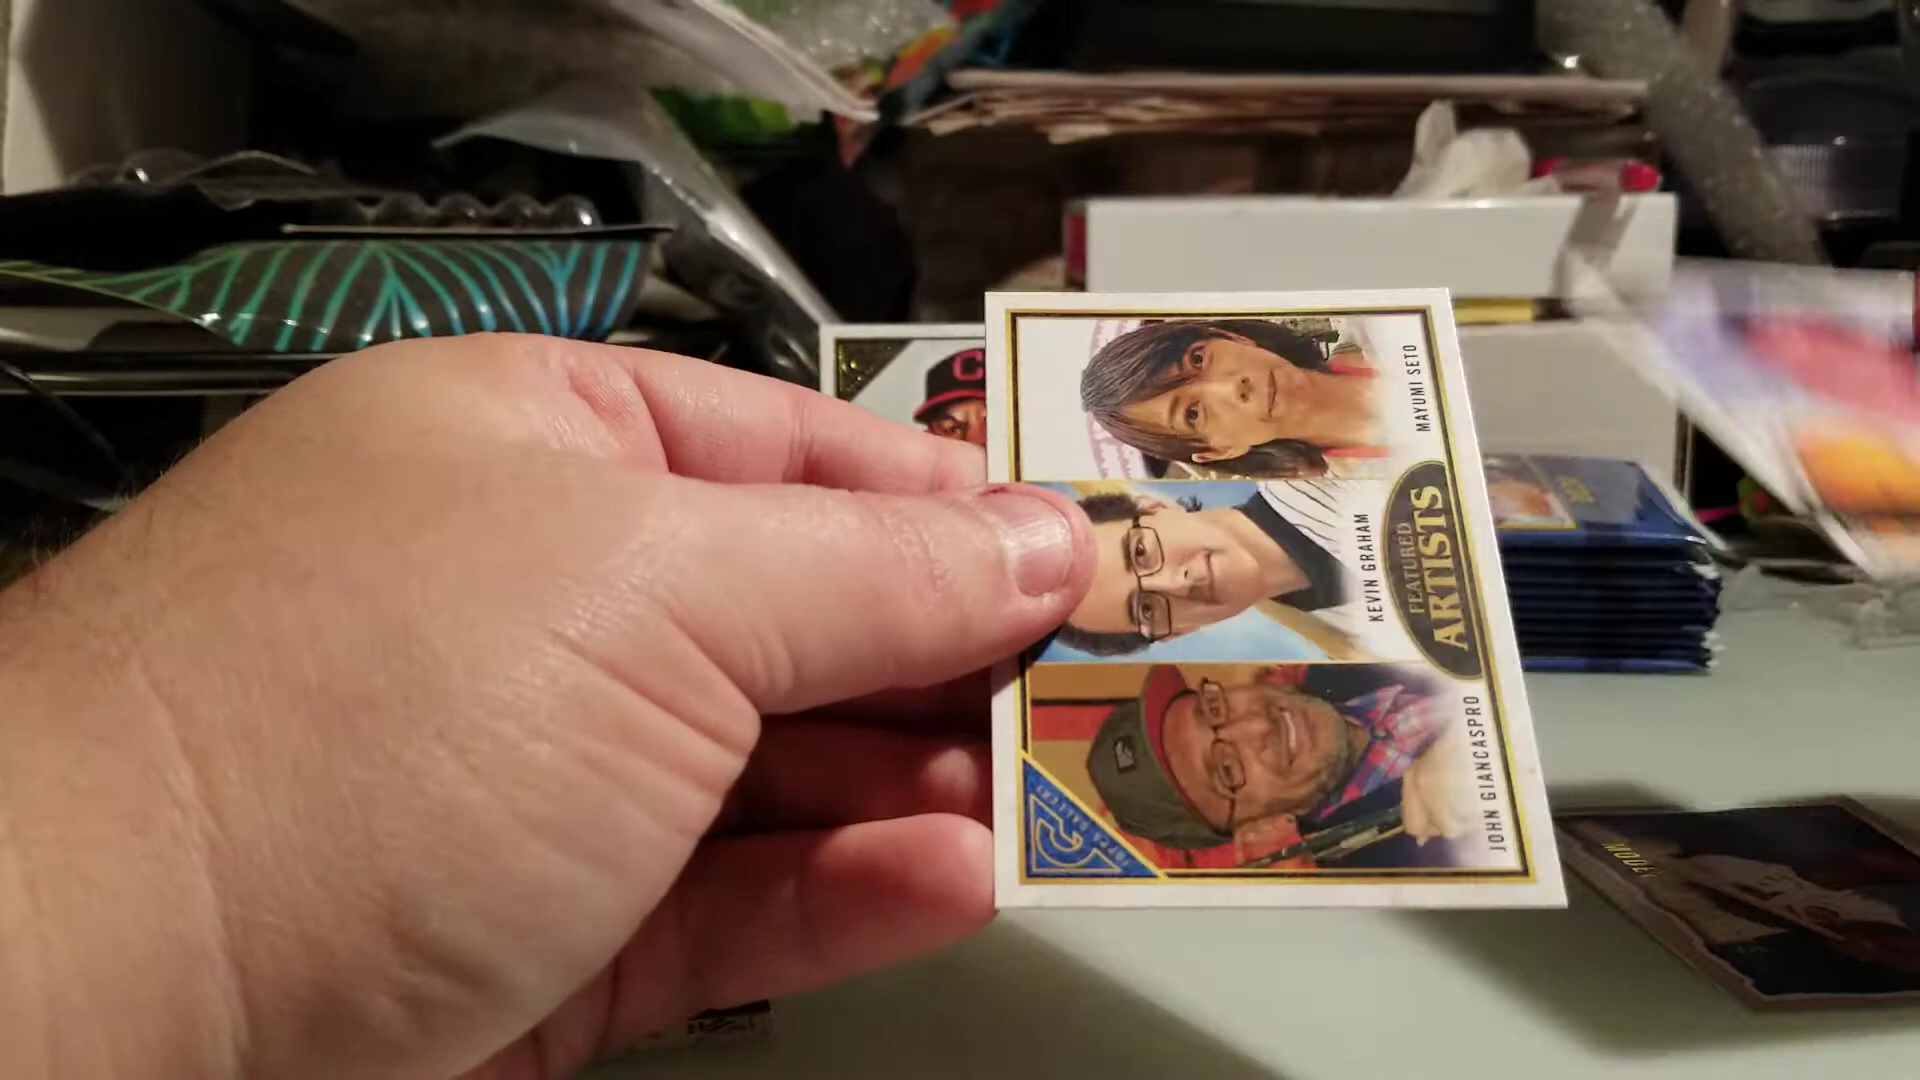 MAYUMI SETO
KEVIN GRAHAM
FEATURED
ARTISTS
JOHN GIANCASPRO
TOPPS GALLERY
C